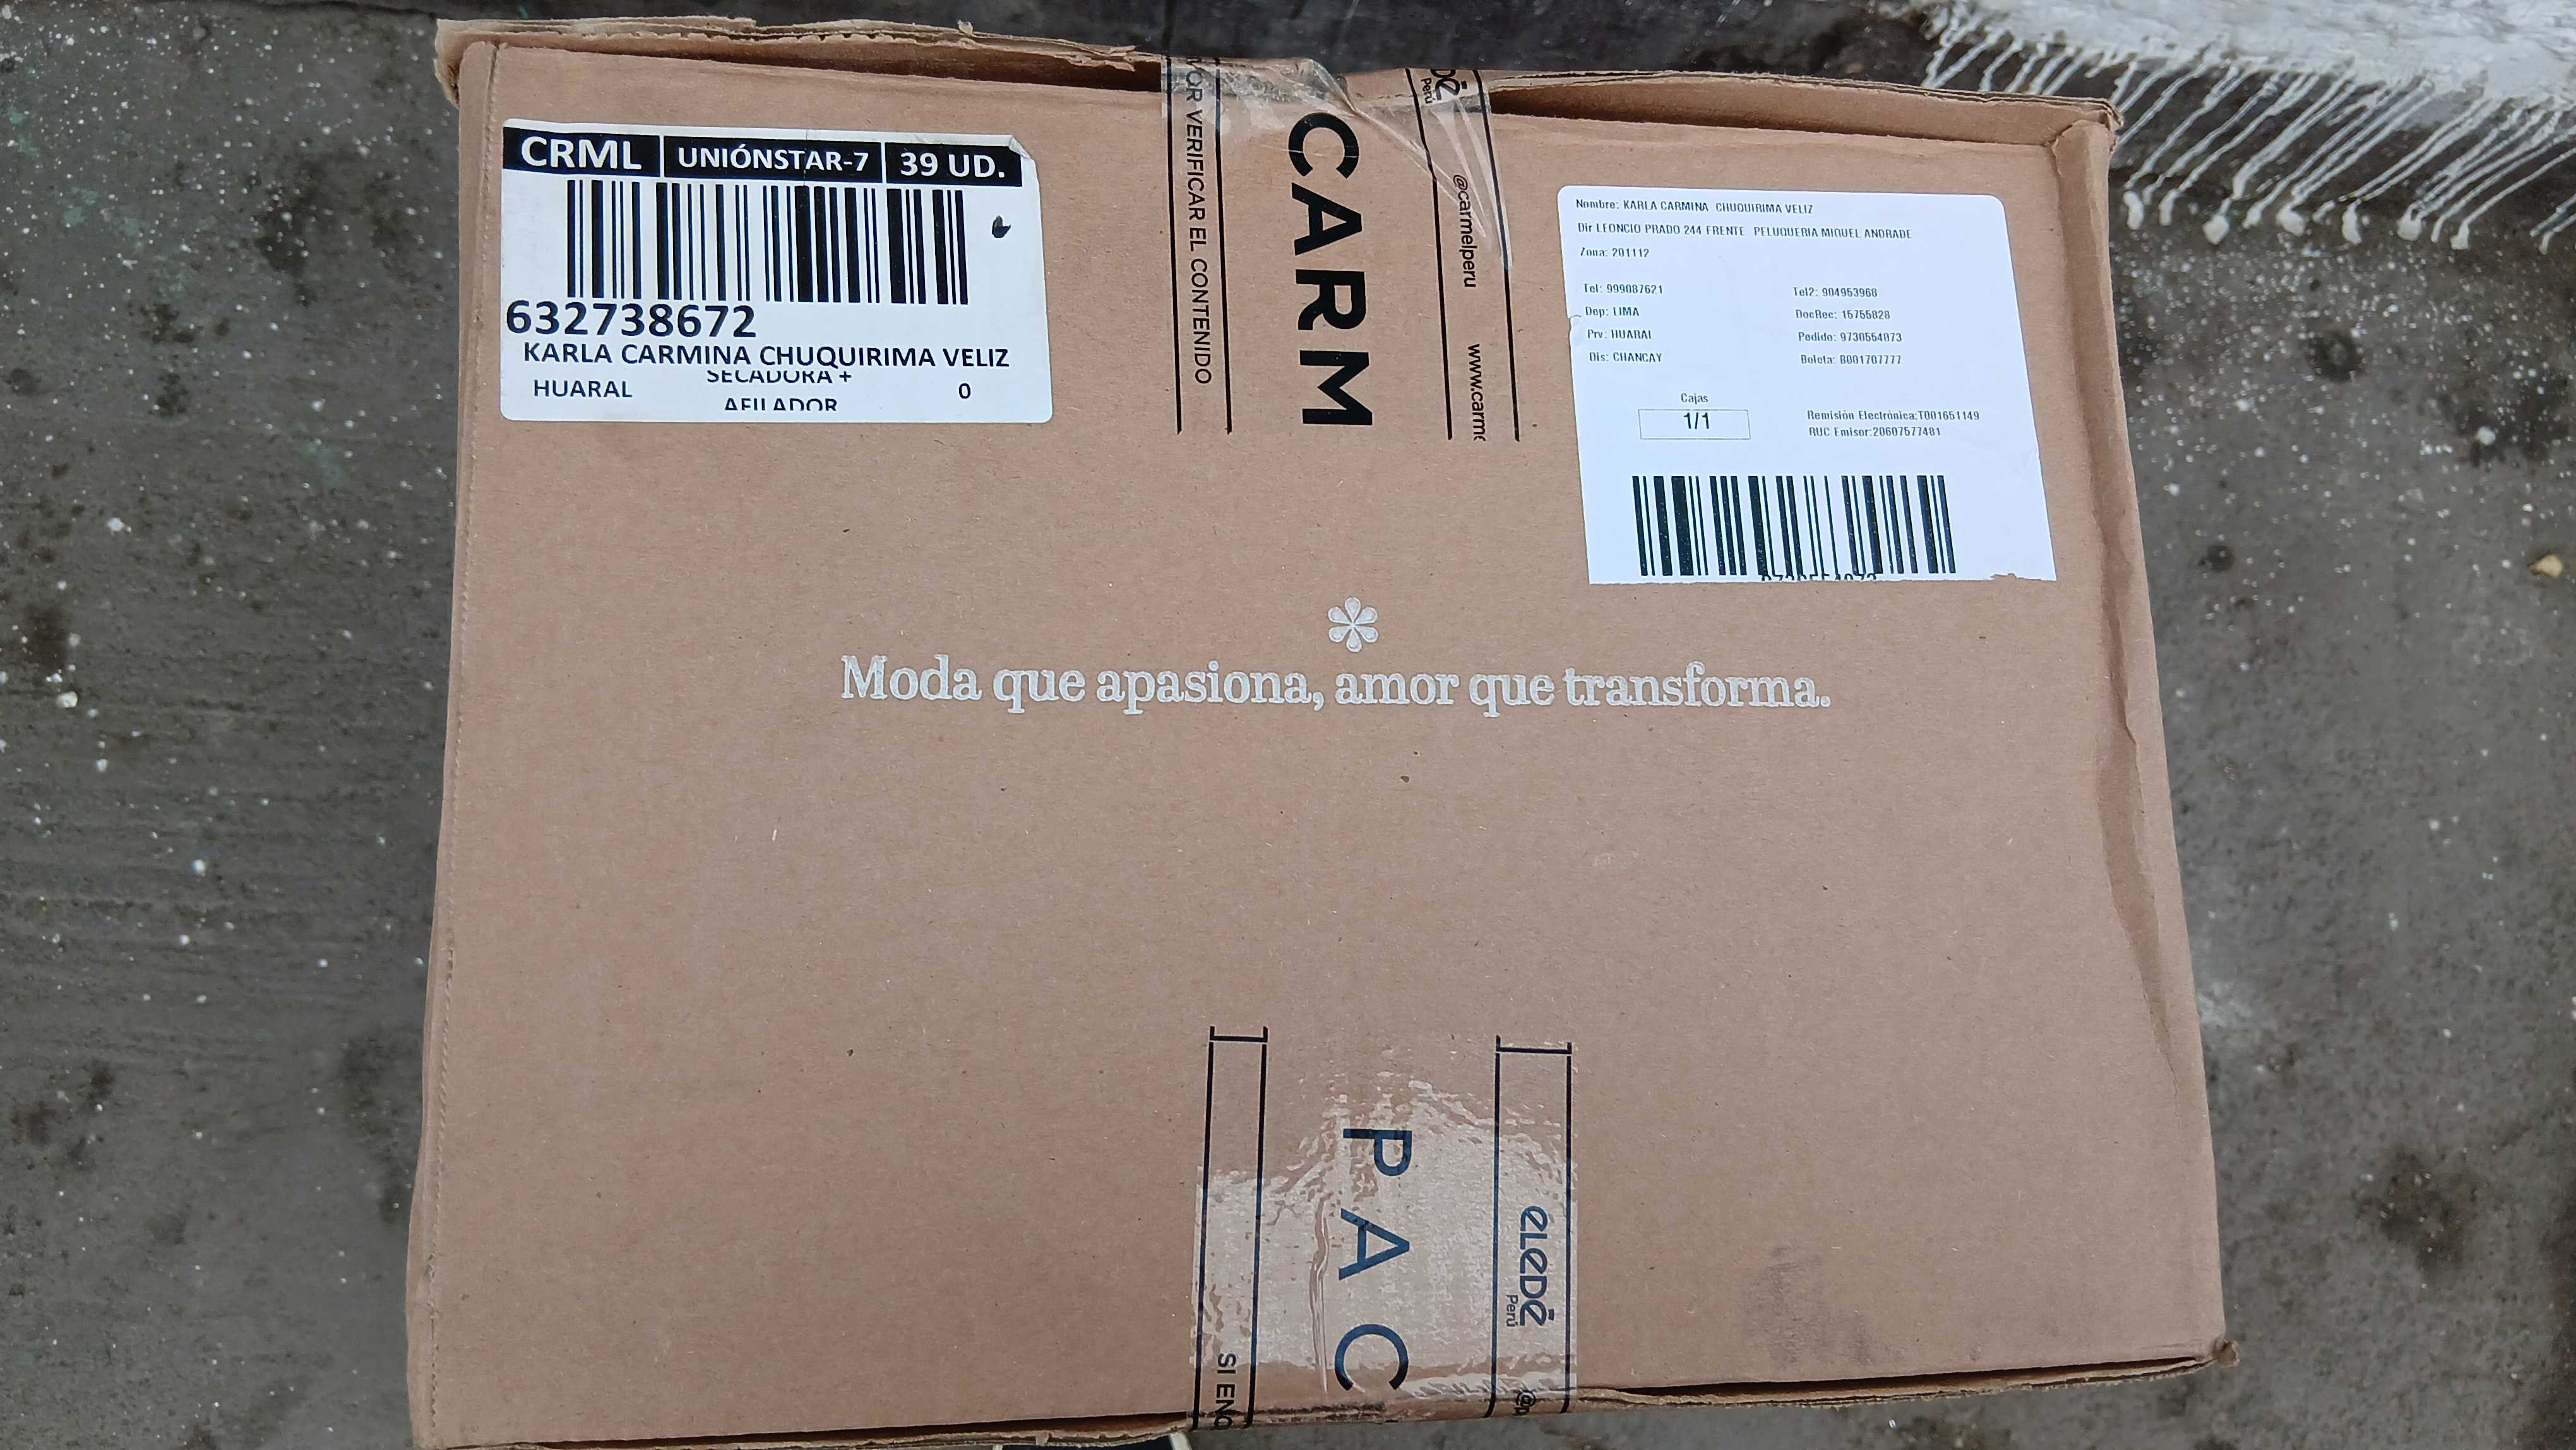 CRML UNIÓNSTAR-7 39 UD.
632738672
KARLA CARMINA CHUQUIRIMA VELIZ
HUARAL SECADORA + 0
AFILADOR
VERIFICAR EL CONTENIDO
CARM
@carmelperu
Perú
Nombre: KARLA CARMINA CHUQUIRIMA VELIZ
Dir LEONCIO PRADO 244 FRENTE PELUQUERIA MIGUEL ANDRADE
Zona: 201112
Tel: 999087621 Tel2: 904953968
Dep: LIMA DocRec: 15755828
Prv: HUARAL Pedido: 9730554073
Dis: CHANCAY Boleta: B001707777
Cajas
1/1
Remisión Electrónica:T001651149
RUC Emisor:20607577481
Moda que apasiona, amor que transforma.
SI
PAC
eLeDé
Perú